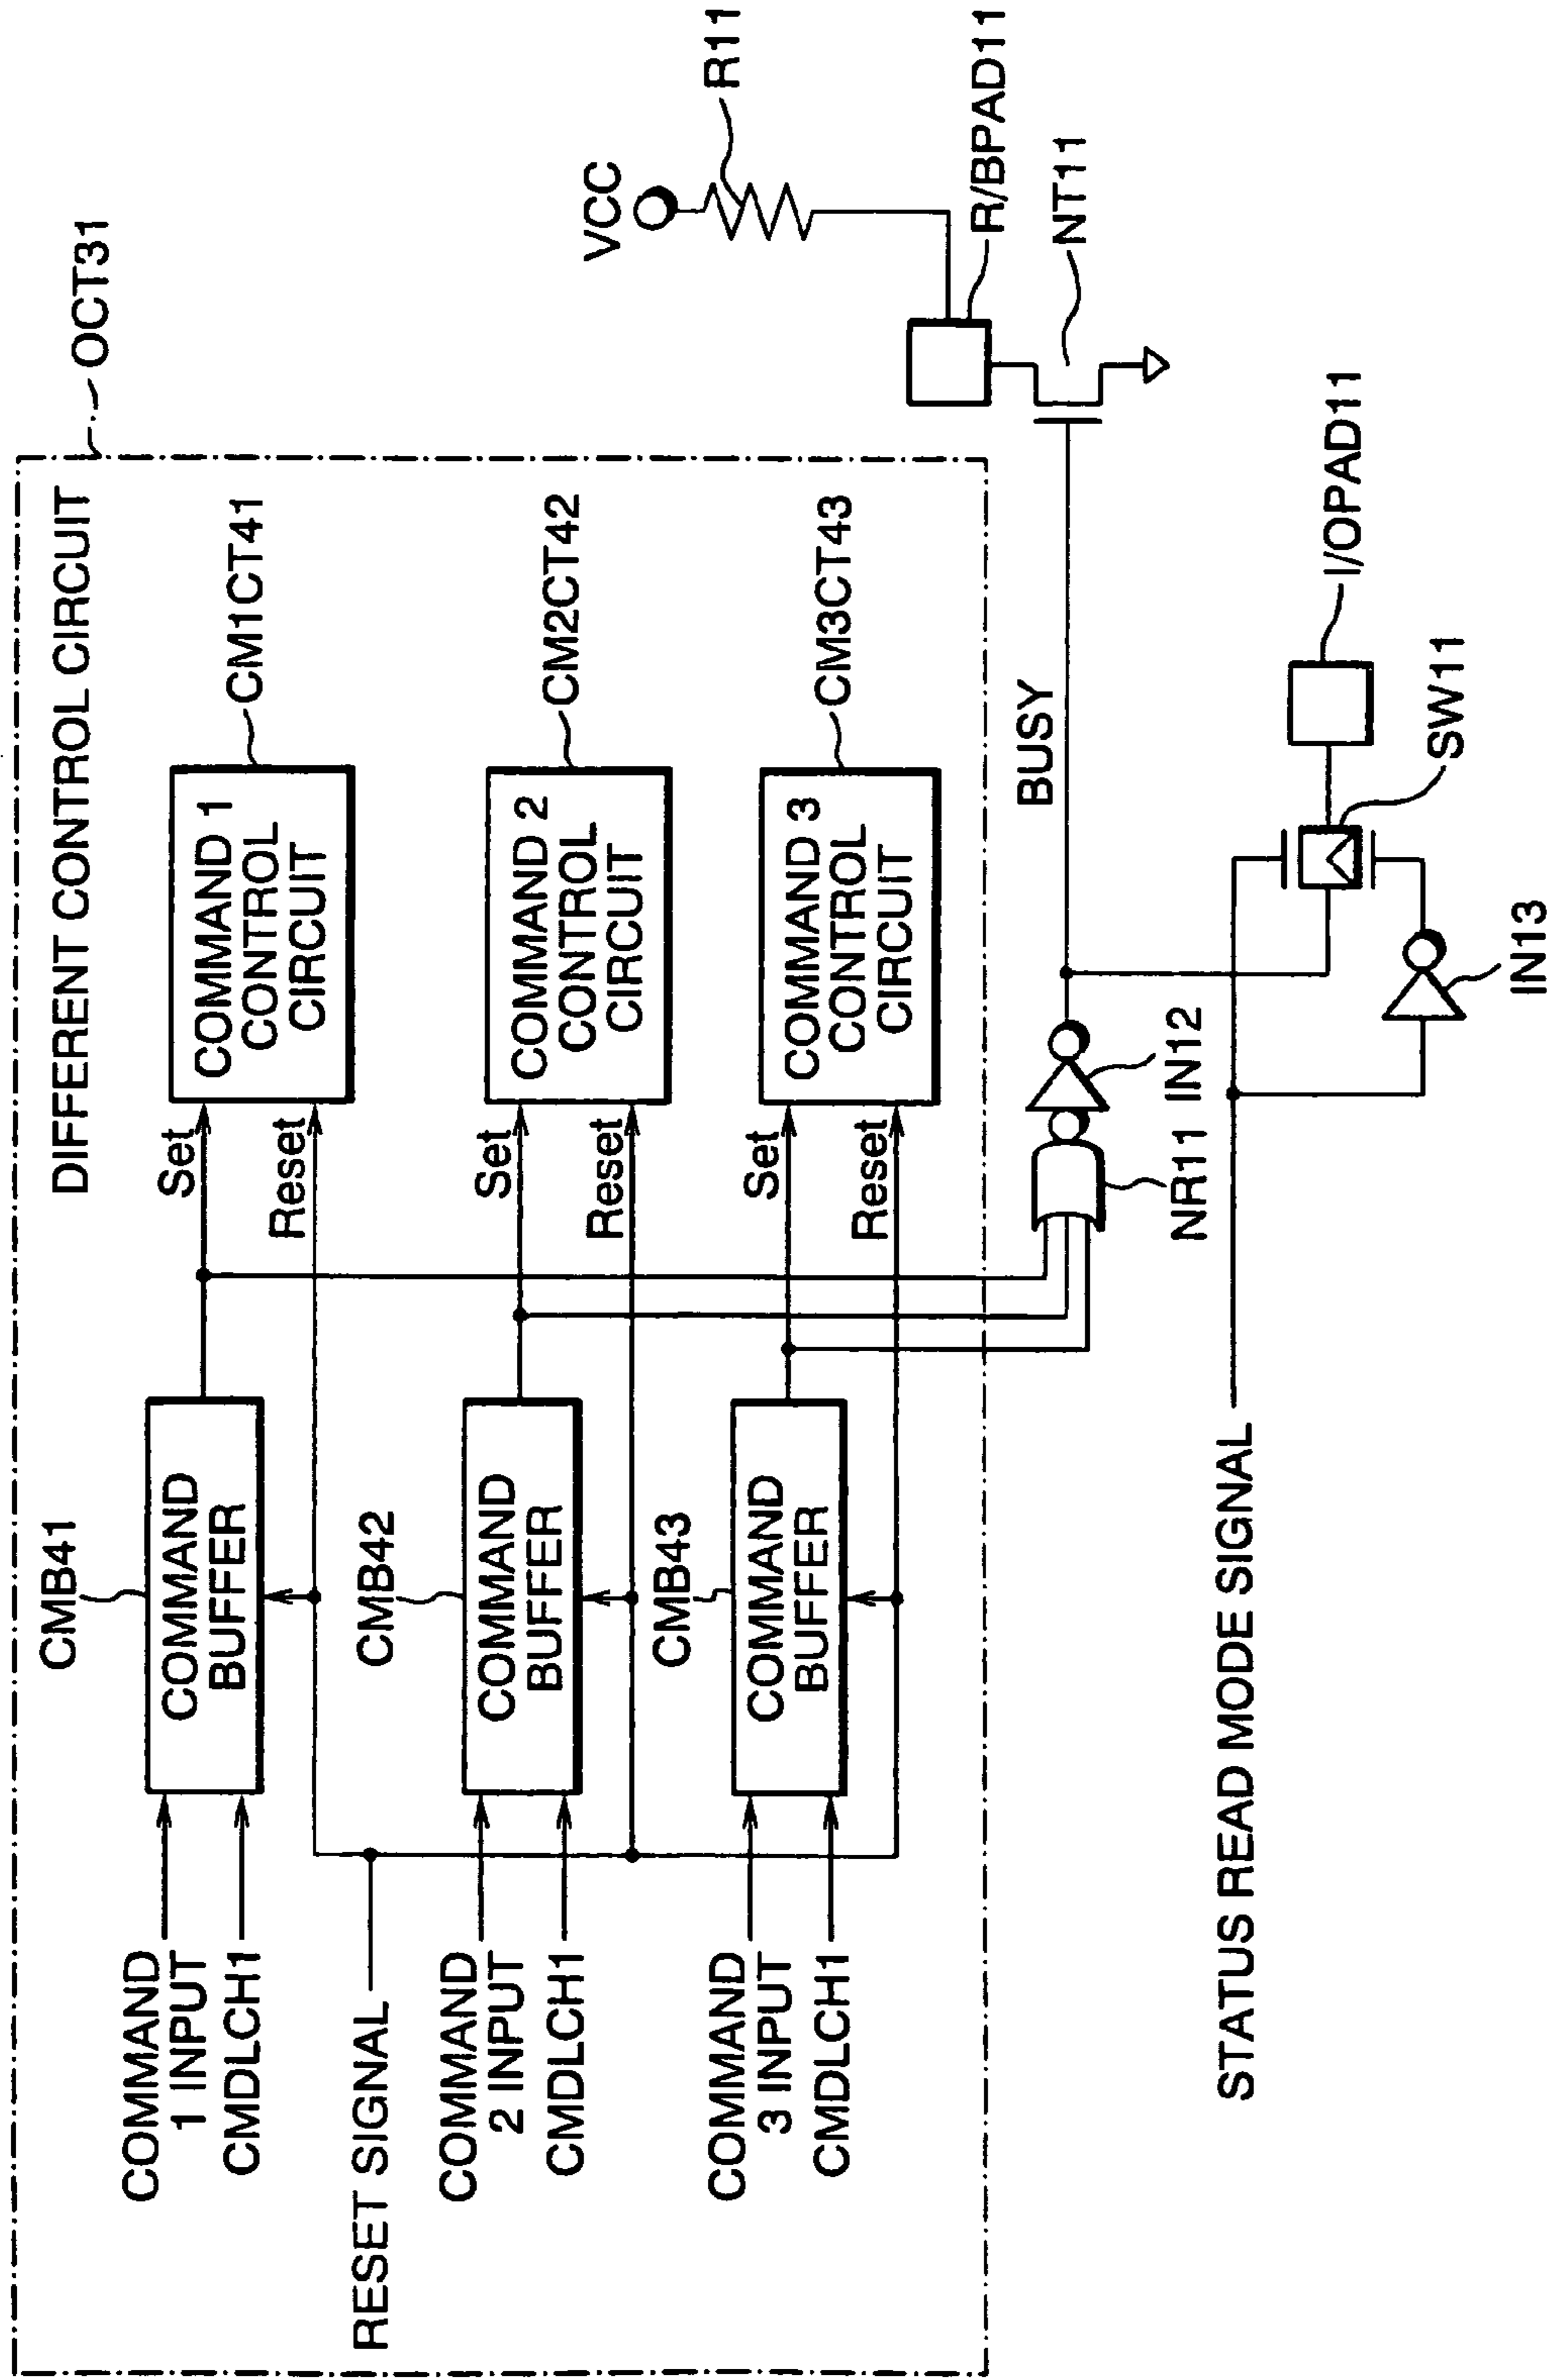 OCT31
DIFFERENT CONTROL CIRCUIT
CMB41
COMMAND
1 INPUT
CMDLCH1
COMMAND
BUFFER
Set
Reset
COMMAND 1
CONTROL
CIRCUIT
CM1CT41
RESET SIGNAL
CMB42
COMMAND
2 INPUT
CMDLCH1
COMMAND
BUFFER
Set
Reset
COMMAND 2
CONTROL
CIRCUIT
CM2CT42
CMB43
COMMAND
3 INPUT
CMDLCH1
COMMAND
BUFFER
Set
Reset
COMMAND 3
CONTROL
CIRCUIT
CM3CT43
VCC
R11
R/BPAD11
NT11
BUSY
NR11
IN12
STATUS READ MODE SIGNAL
I/OPAD11
SW11
IN13